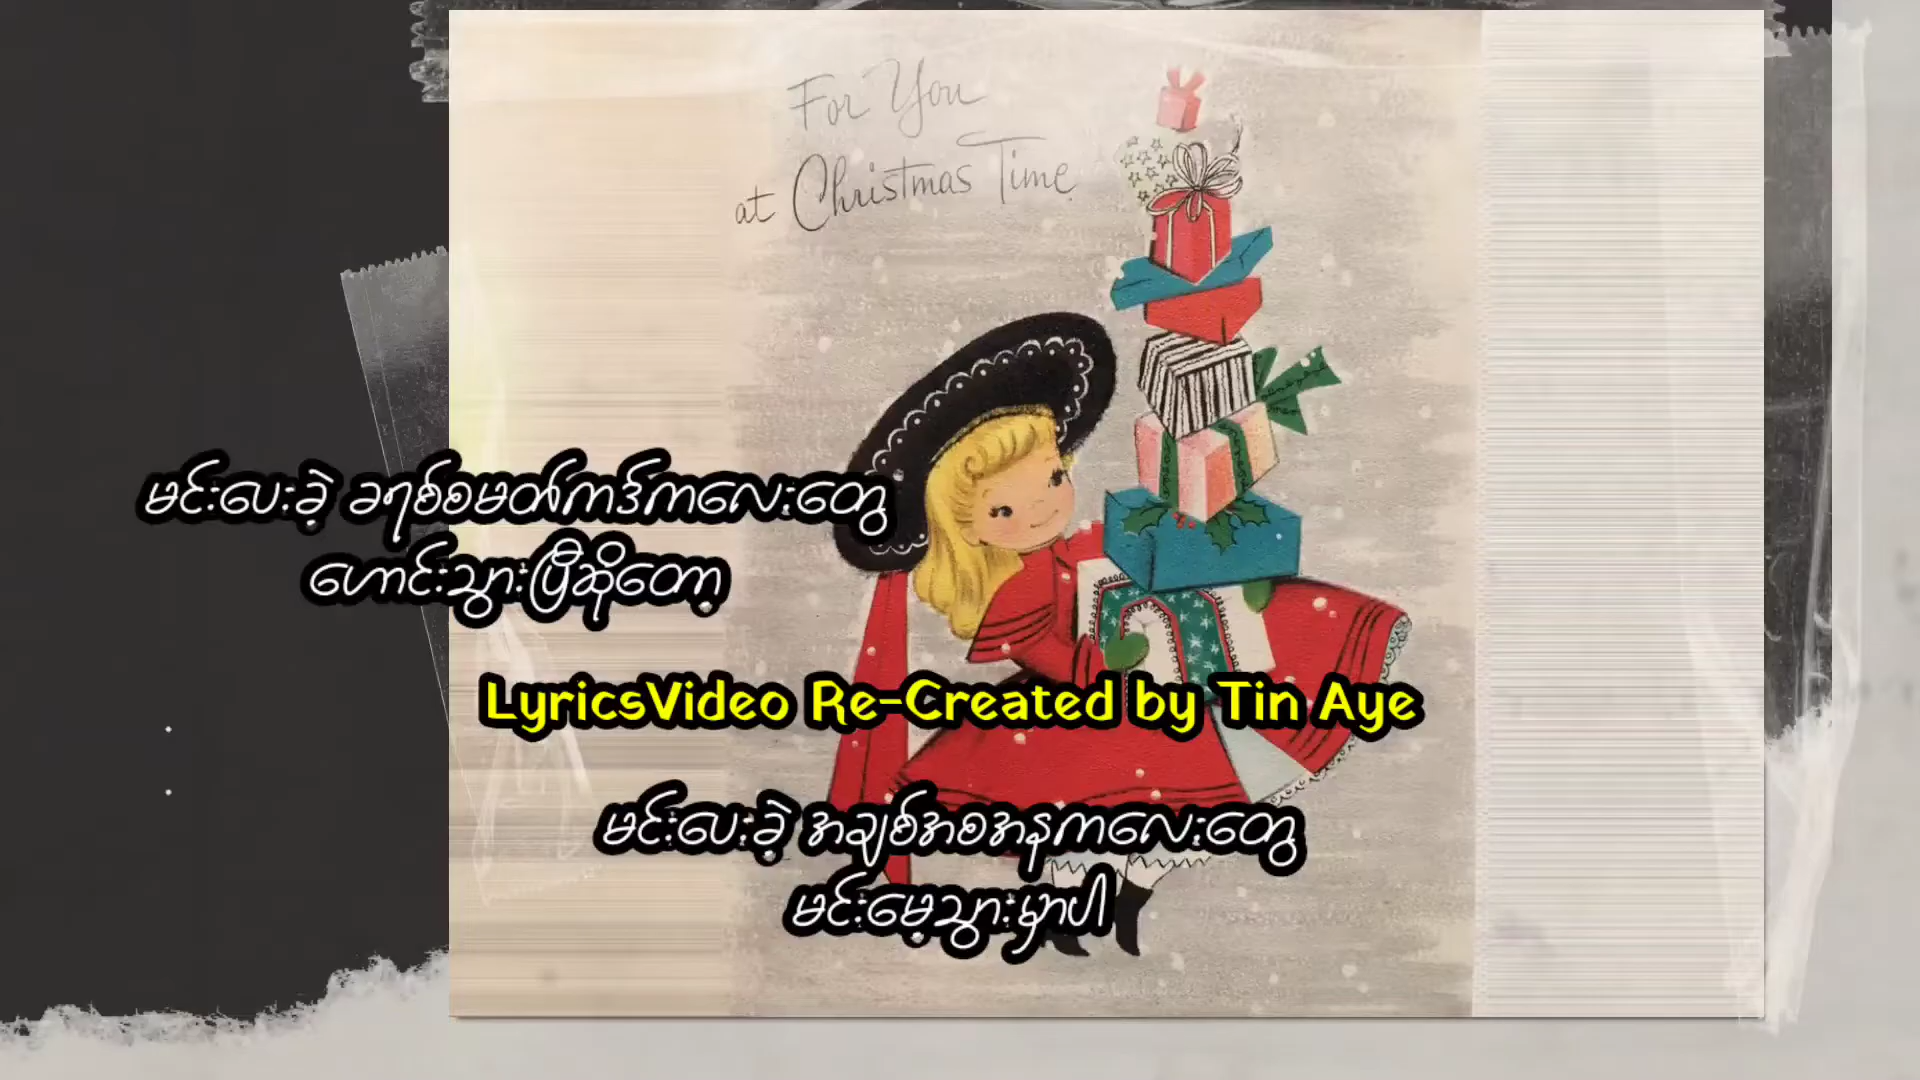 For You
at Christmas Time
မင်းပေးခဲ့ ခရစ်စမတ်ကဒ်ကလေးတွေ
ဟောင်းသွားပြီဆိုတော့
LyricsVideo Re-Created by Tin Aye
မင်းပေးခဲ့ အချစ်အစအနကလေးတွေ
မင်းမေ့သွားမှာပါ